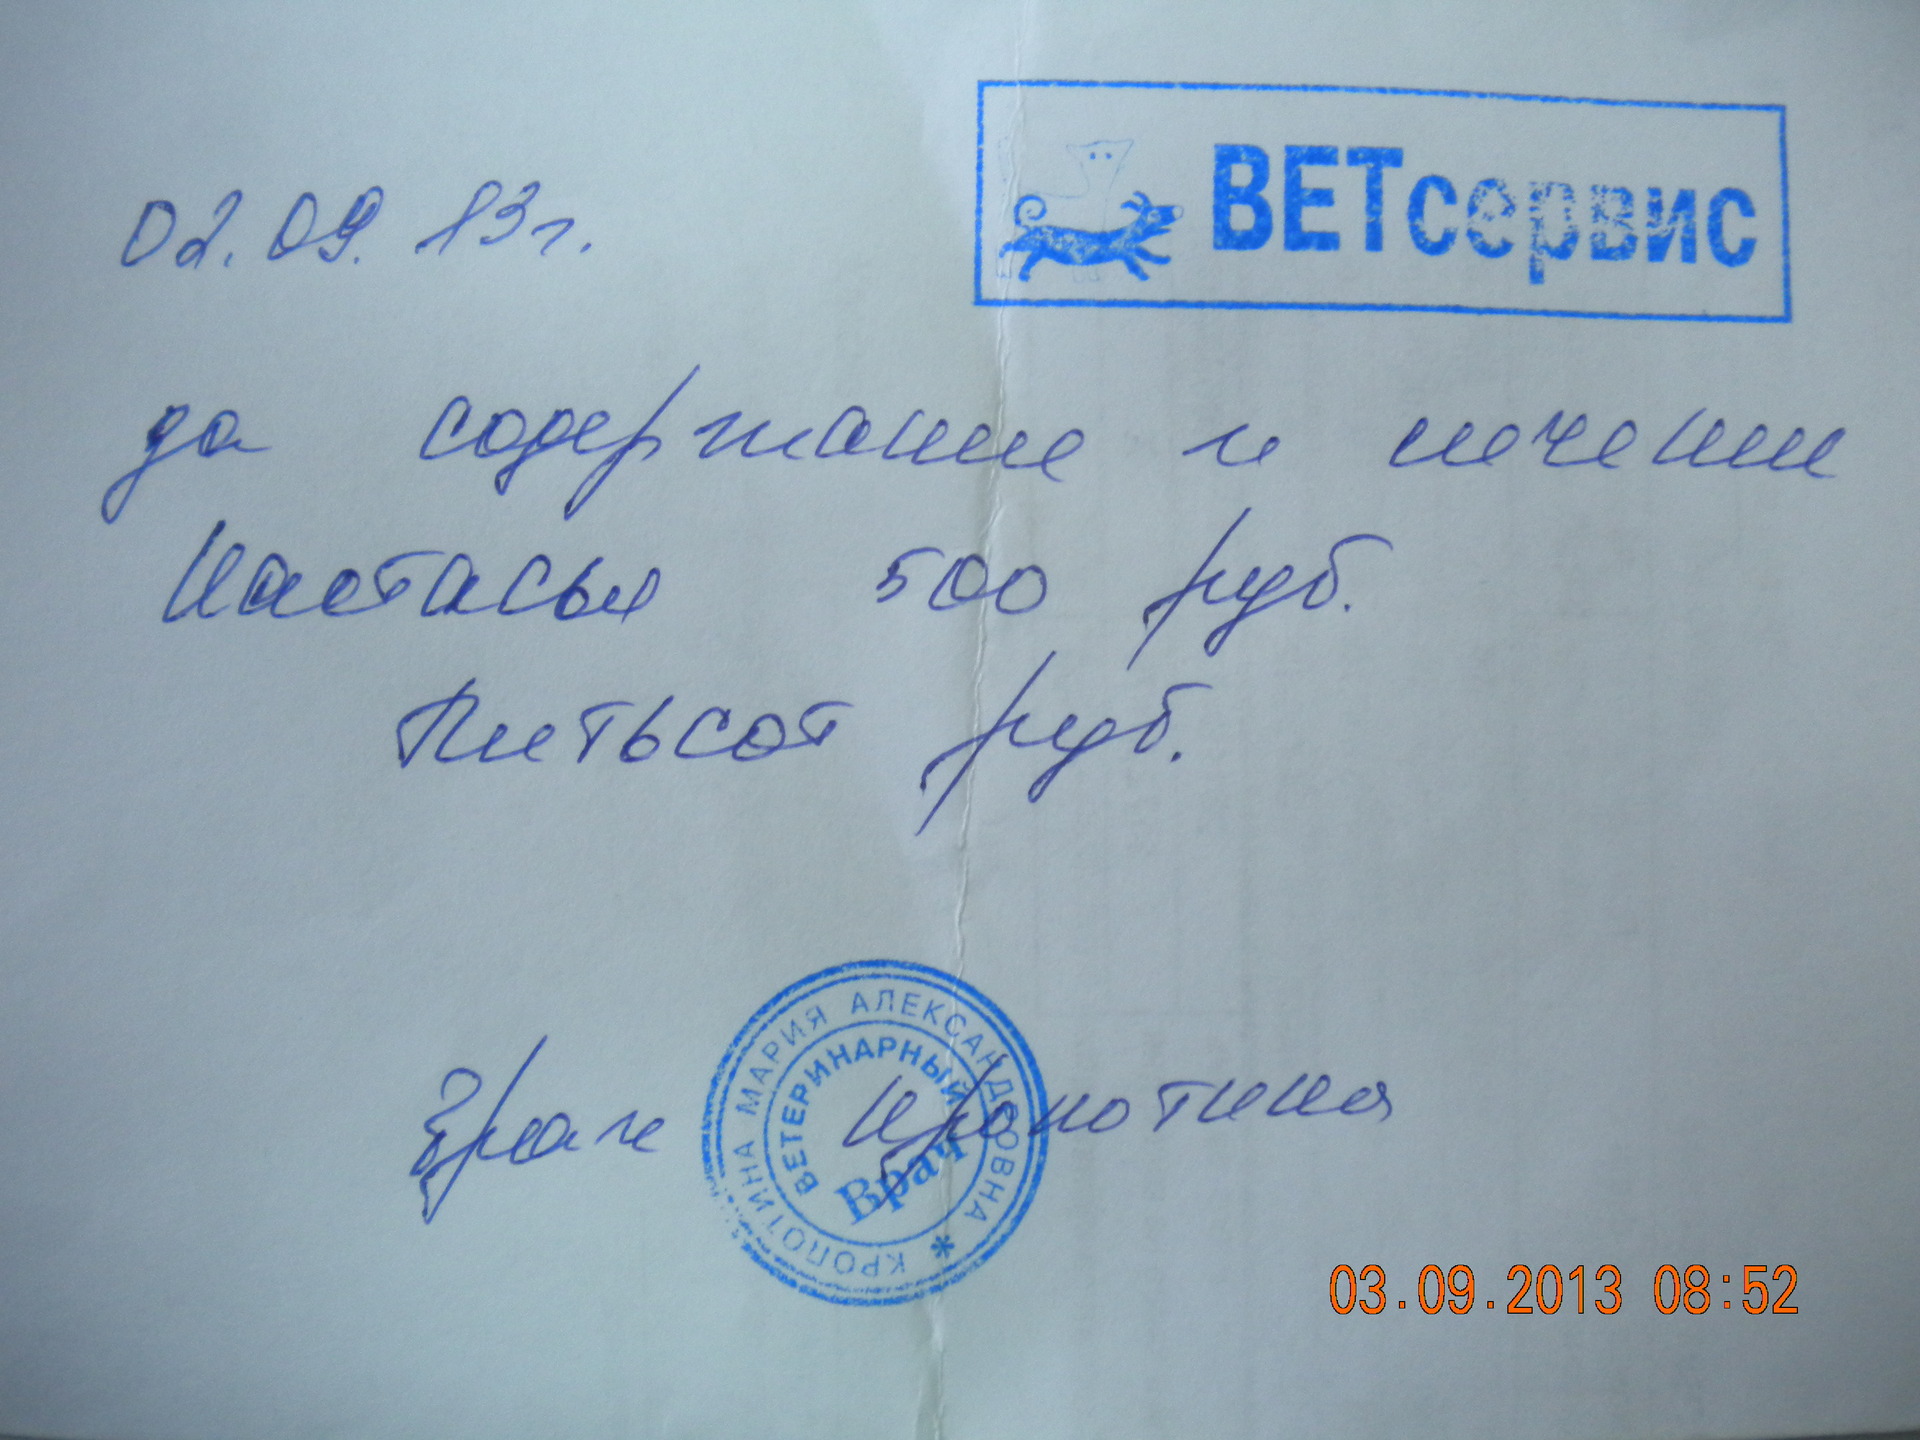 ВЕТсервис
02.09.13г.
за содержание и лечение
Настасья 500 руб.
Пятьсот руб.
Врач Кропотина
КРОПОТИНА МАРИЯ АЛЕКСАНДРОВНА *
ВЕТЕРИНАРНЫЙ
Врач
03.09.2013 08:52